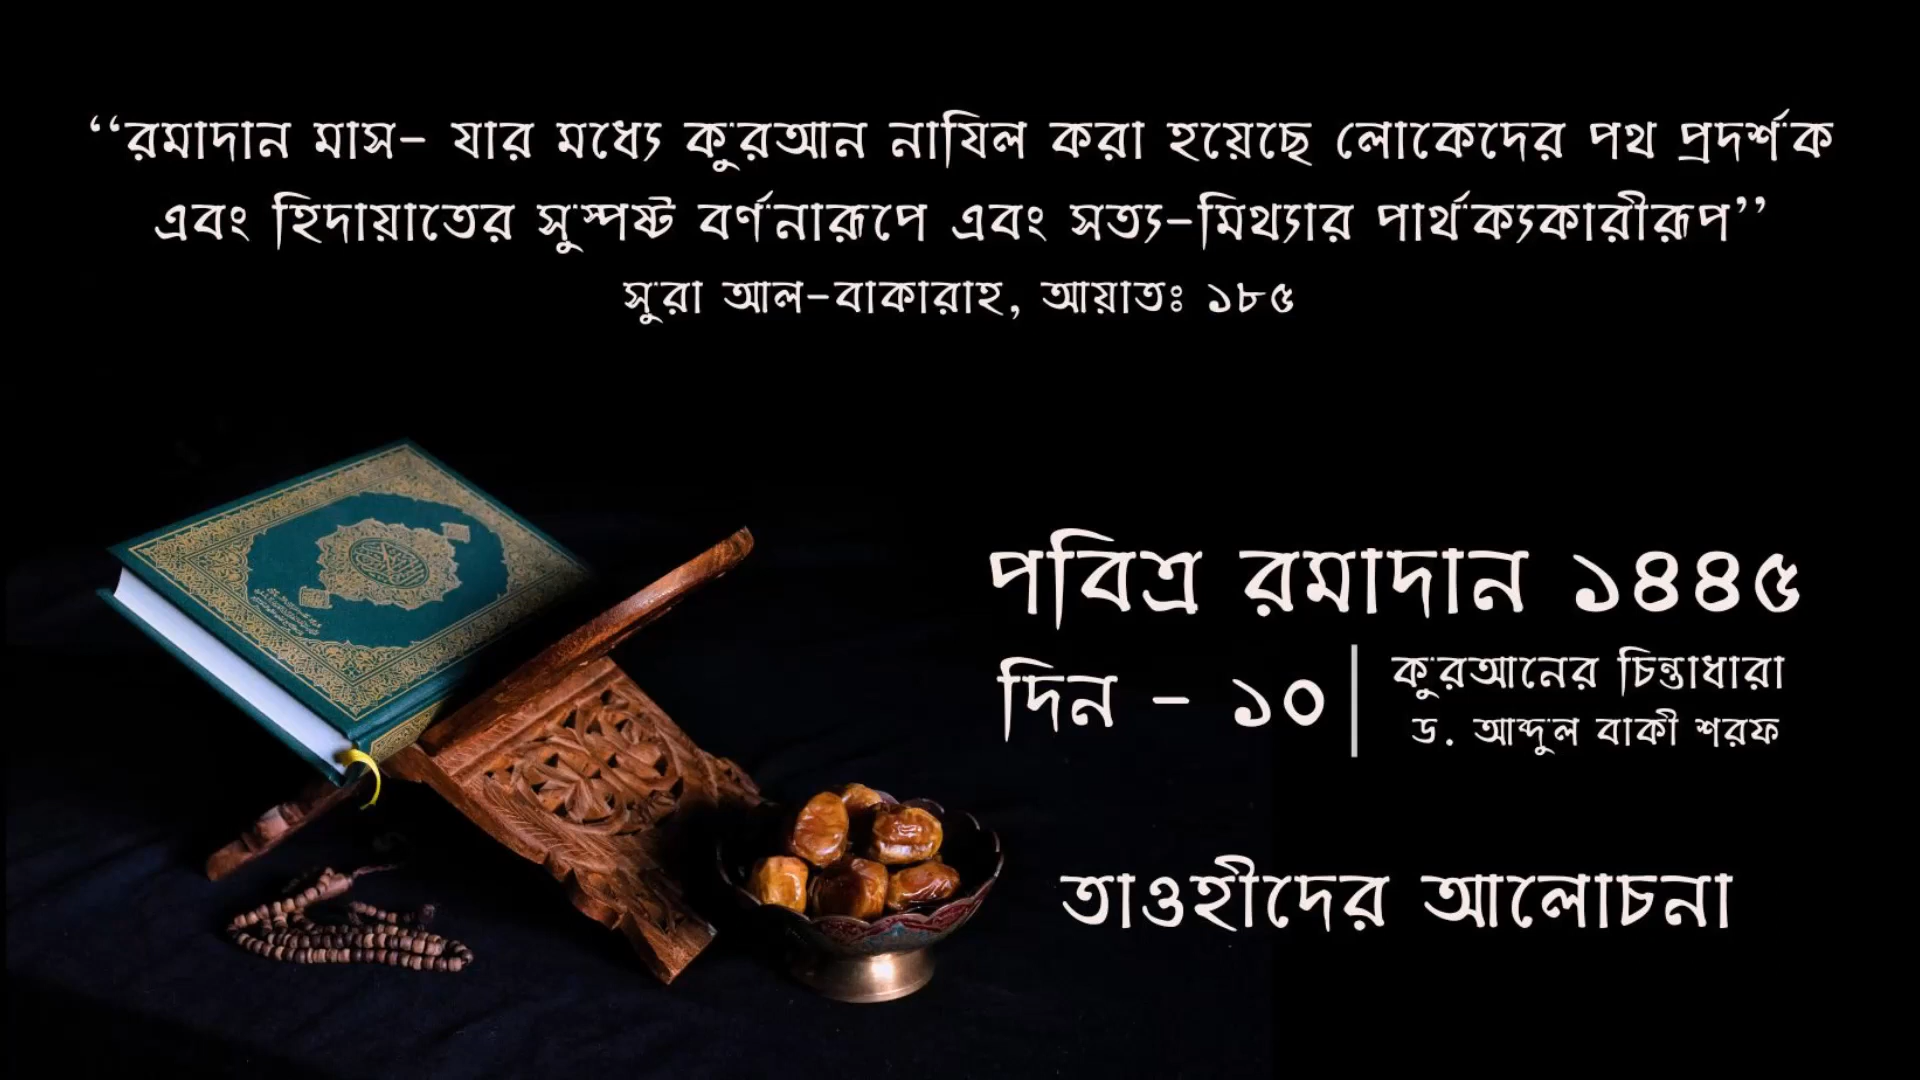 ‘‘রমাদান মাস- যার মধ্যে কুরআন নাযিল করা হয়েছে লোকেদের পথ প্রদর্শক
এবং হিদায়াতের সুস্পষ্ট বর্ণনারূপে এবং সত্য-মিথ্যার পার্থক্যকারীরূপ’’
সুরা আল-বাকারাহ, আয়াতঃ ১৮৫
পবিত্র রমাদান ১৪৪৫
দিন - ১০
কুরআনের চিন্তাধারা
ড. আব্দুল বাকী শরফ
তাওহীদের আলোচনা